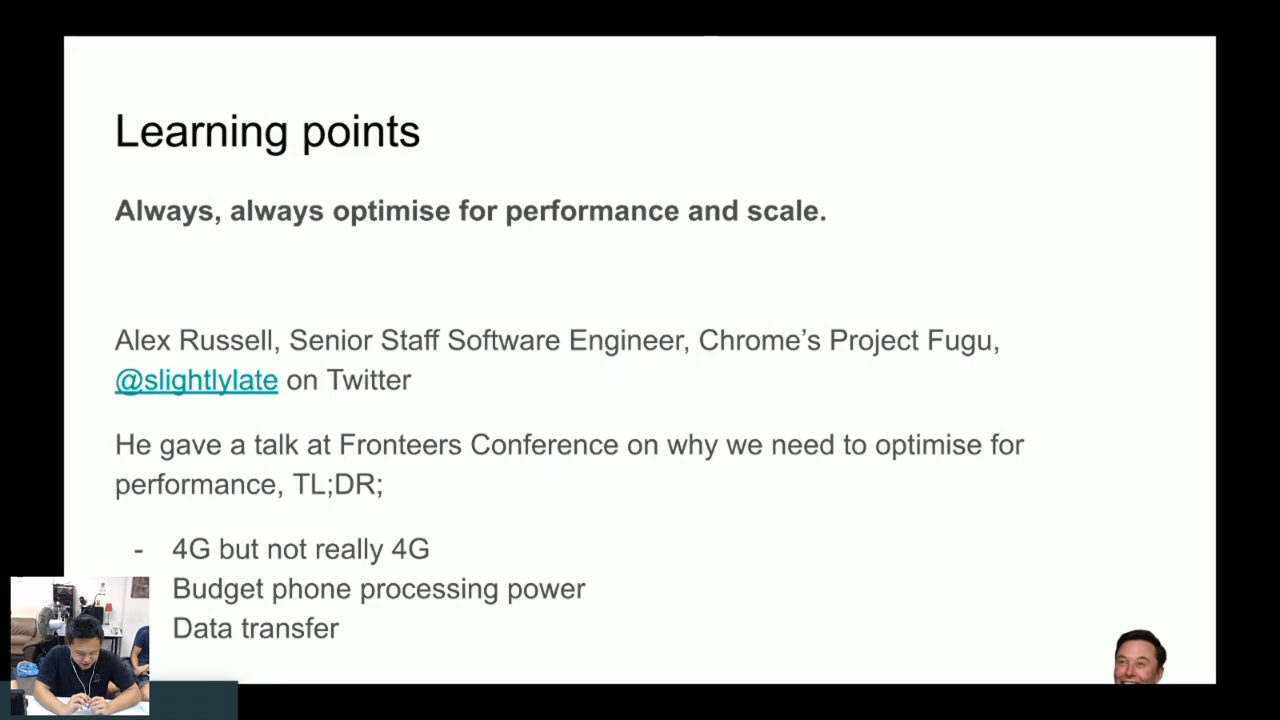 Learning points
Always, always optimise for performance and scale.
Alex Russell, Senior Staff Software Engineer, Chrome’s Project Fugu,
@slightlylate on Twitter
He gave a talk at Fronteers Conference on why we need to optimise for
performance, TL;DR;
- 4G but not really 4G
Budget phone processing power
Data transfer